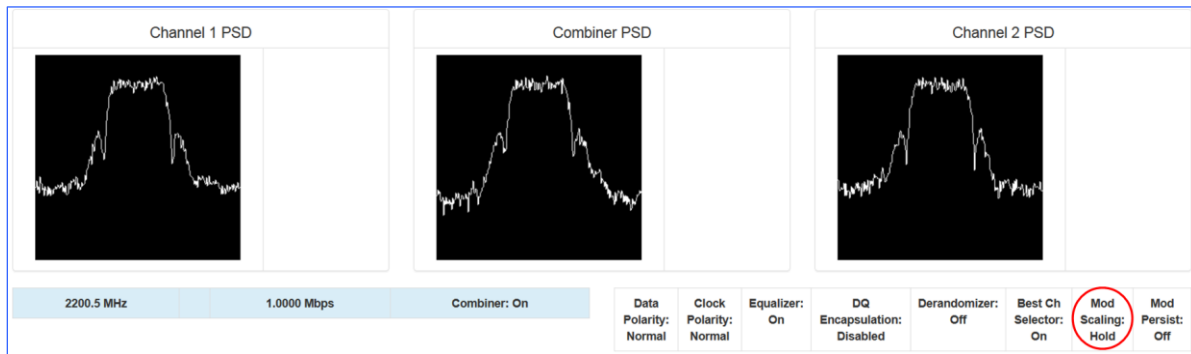 Channel 1 PSD
Combiner PSD
Channel 2 PSD
2200.5 MHz
1.0000 Mbps
Combiner: On
Data
Polarity:
Normal
Clock
Polarity:
Normal
Equalizer:
On
DQ
Encapsulation:
Disabled
Derandomizer:
Off
Best Ch
Selector:
On
Mod
Scaling:
Hold
Mod
Persist:
Off